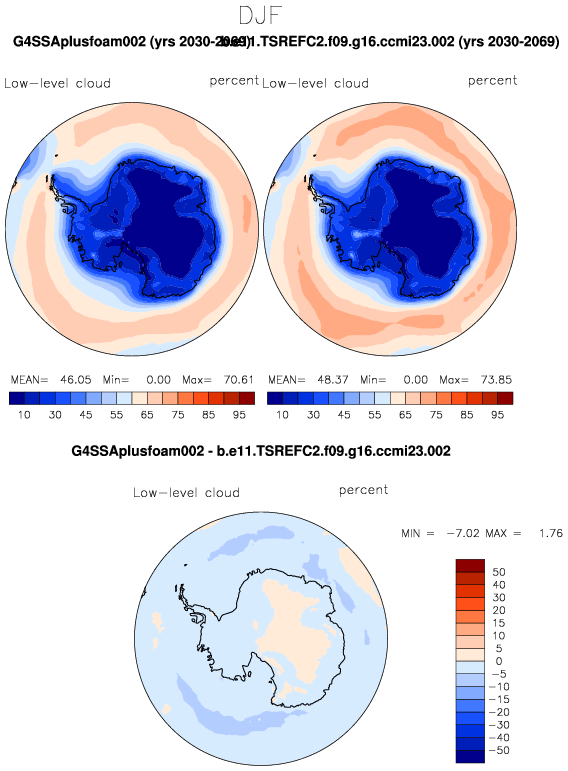 DJF
G4SSAplusfoam002 (yrs 2030-2069) b.e11.TSREFC2.f09.g16.ccmi23.002 (yrs 2030-2069)
Low-level cloud percent Low-level cloud percent
MEAN= 46.05 Min= 0.00 Max= 70.61 MEAN= 48.37 Min= 0.00 Max= 73.85
10 30 45 55 65 75 85 95 10 30 45 55 65 75 85 95
G4SSAplusfoam002 - b.e11.TSREFC2.f09.g16.ccmi23.002
Low-level cloud percent
MIN = -7.02 MAX = 1.76
50
40
30
20
15
10
5
0
-5
-10
-15
-20
-30
-40
-50